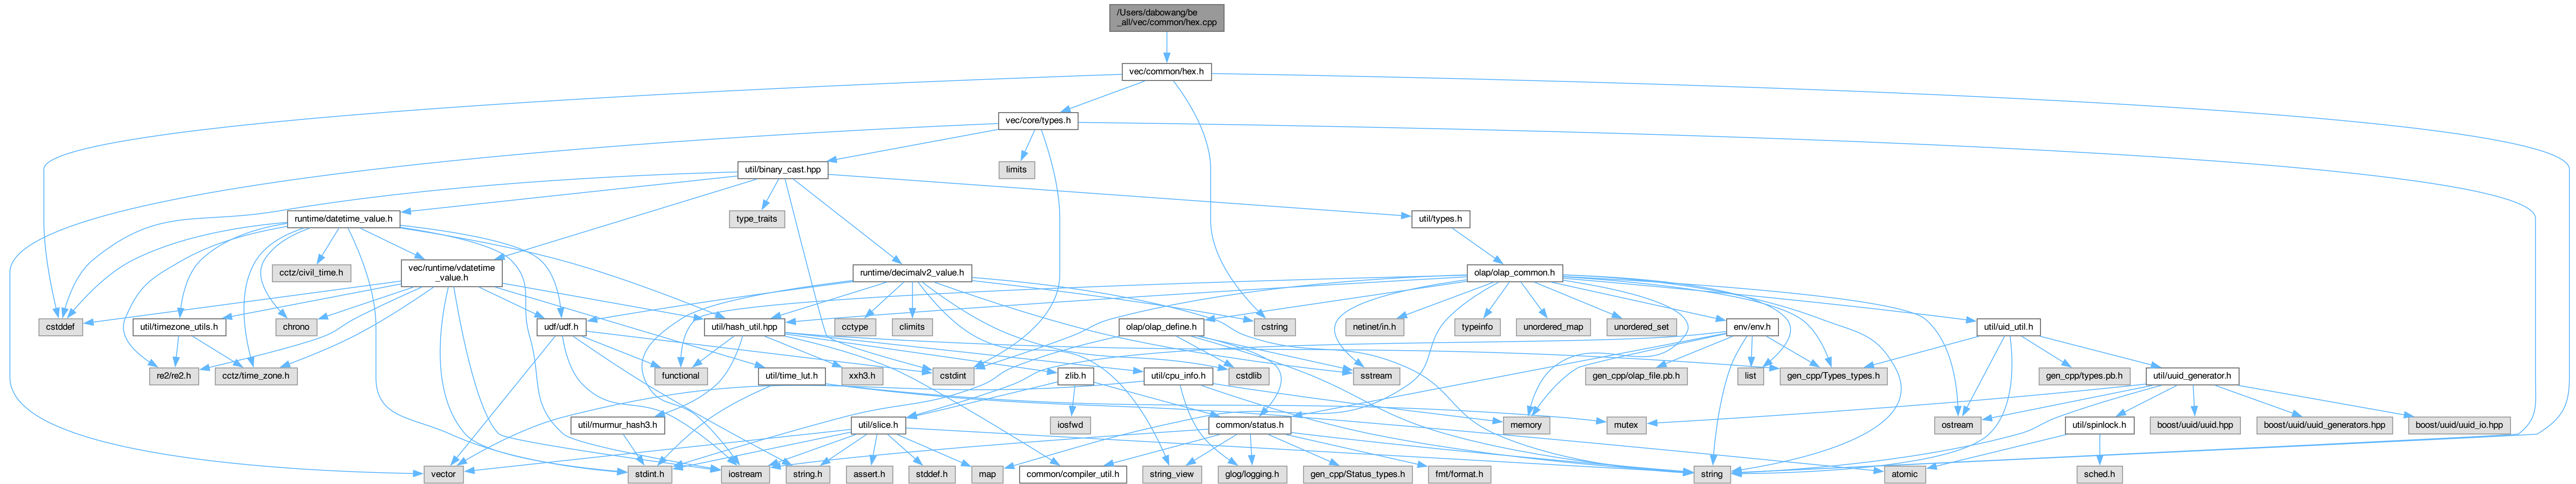 /Users/dabowang/be
_all/vec/common/hex.cpp
vec/common/hex.h
vec/core/types.h
util/binary_cast.hpp
limits
runtime/datetime_value.h
type_traits
util/types.h
cctz/civil_time.h
vec/runtime/vdatetime
_value.h
runtime/decimalv2_value.h
olap/olap_common.h
cstddef
util/timezone_utils.h
chrono
udf/udf.h
util/hash_util.hpp
cctype
climits
cstring
olap/olap_define.h
netinet/in.h
typeinfo
unordered_map
unordered_set
env/env.h
util/uid_util.h
re2/re2.h
cctz/time_zone.h
functional
util/time_lut.h
xxh3.h
cstdint
zlib.h
util/cpu_info.h
cstdlib
sstream
gen_cpp/olap_file.pb.h
list
gen_cpp/Types_types.h
gen_cpp/types.pb.h
util/uuid_generator.h
util/murmur_hash3.h
util/slice.h
iosfwd
common/status.h
memory
mutex
ostream
util/spinlock.h
boost/uuid/uuid.hpp
boost/uuid/uuid_generators.hpp
boost/uuid/uuid_io.hpp
vector
stdint.h
iostream
string.h
assert.h
stddef.h
map
common/compiler_util.h
string_view
glog/logging.h
gen_cpp/Status_types.h
fmt/format.h
string
atomic
sched.h